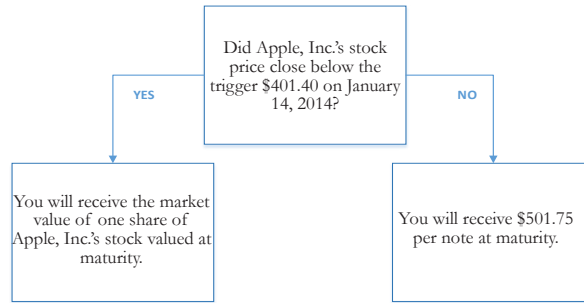 Did Apple, Inc.'s stock
price close below the
trigger $401.40 on January
14, 2014?
YES
NO
You will receive the market
value of one share of
Apple, Inc.'s stock valued at
maturity.
You will receive $501.75
per note at maturity.